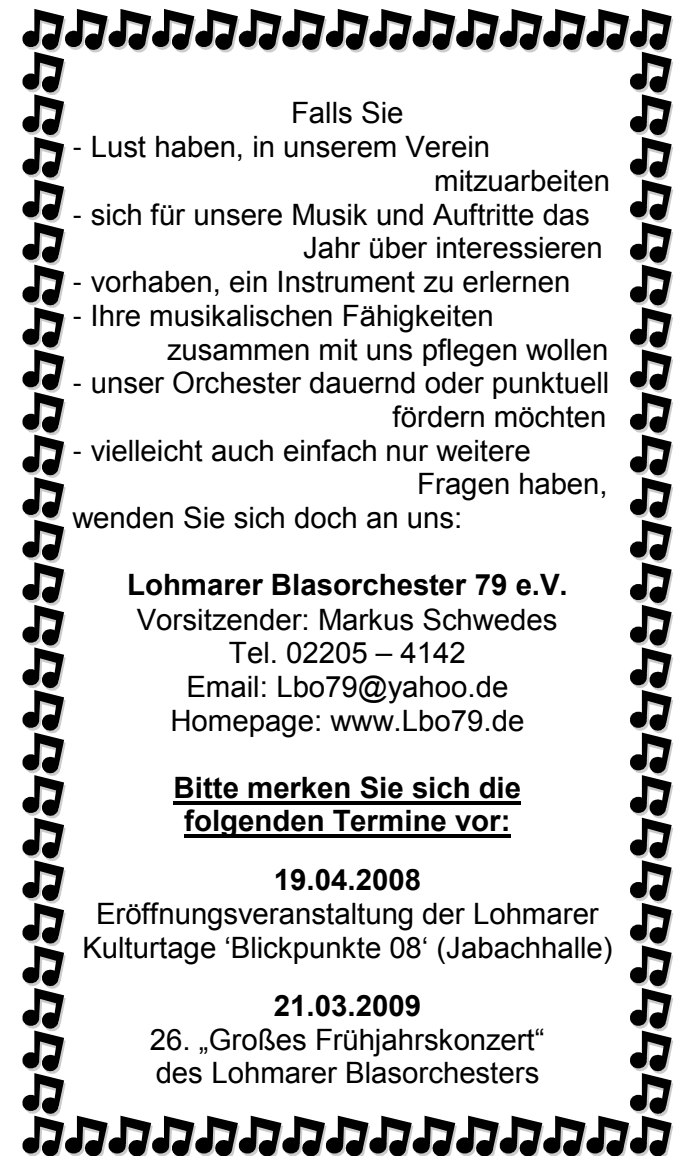 Falls Sie
- Lust haben, in unserem Verein
mitzuarbeiten
- sich für unsere Musik und Auftritte das
Jahr über interessieren
- vorhaben, ein Instrument zu erlernen
- Ihre musikalischen Fähigkeiten
zusammen mit uns pflegen wollen
- unser Orchester dauernd oder punktuell
fördern möchten
- vielleicht auch einfach nur weitere
Fragen haben,
wenden Sie sich doch an uns:
Lohmarer Blasorchester 79 e.V.
Vorsitzender: Markus Schwedes
Tel. 02205 – 4142
Email: Lbo79@yahoo.de
Homepage: www.Lbo79.de
Bitte merken Sie sich die
folgenden Termine vor:
19.04.2008
Eröffnungsveranstaltung der Lohmarer
Kulturtage ‘Blickpunkte 08‘ (Jabachhalle)
21.03.2009
26. „Großes Frühjahrskonzert“
des Lohmarer Blasorchesters